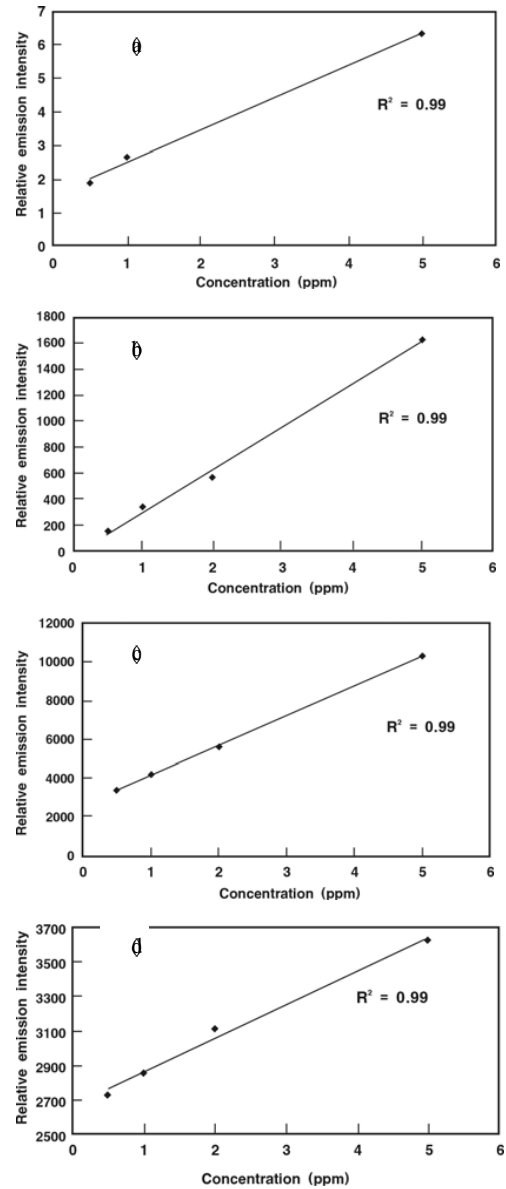 7
6
5
4
3
2
1
0
Relative emission intensity
a
R² = 0.99
0 1 2 3 4 5 6
Concentration (ppm)
1800
1600
1400
1200
1000
800
600
400
200
0
Relative emission intensity
b
R² = 0.99
0 1 2 3 4 5 6
Concentration (ppm)
12000
10000
8000
6000
4000
2000
0
Relative emission intensity
c
R² = 0.99
0 1 2 3 4 5 6
Concentration (ppm)
3700
3500
3300
3100
2900
2700
2500
Relative emission intensity
d
R² = 0.99
0 1 2 3 4 5 6
Concentration (ppm)